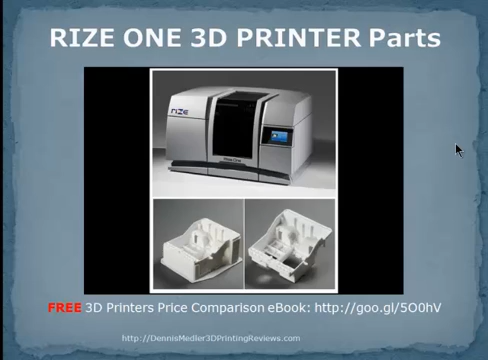 RIZE ONE 3D PRINTER Parts
RIZE
FREE 3D Printers Price Comparison eBook: http://goo.gl/5O0hV
http://DennisMedler3DPrintingReviews.com